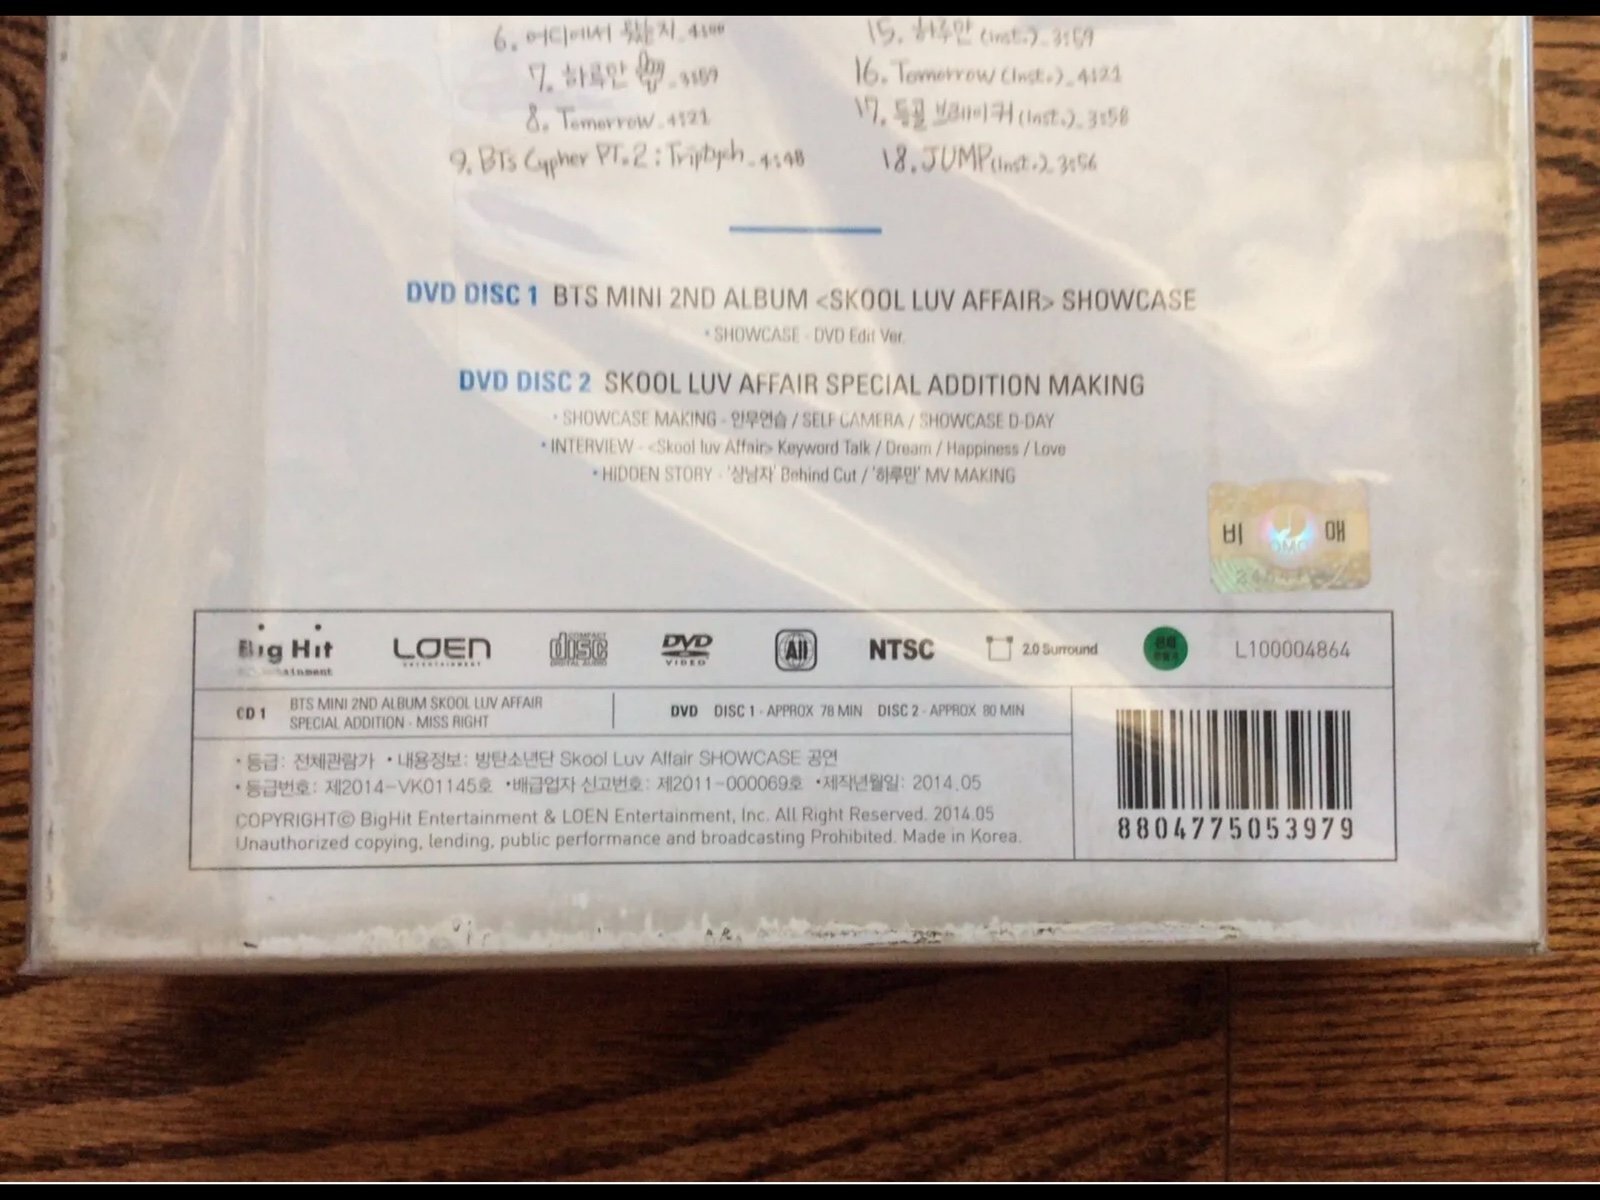 6. 어디에서 왔는지_4:00
15. 하루만 (Inst.)_3:59
7. 하루만_3:59
16. Tomorrow (Inst.)_4:21
8. Tomorrow_4:21
17. 등골 브레이커 (Inst.)_3:58
9. BTS Cypher PT.2 : Triptych_4:48
18. JUMP (Inst.)_3:56
DVD DISC 1 BTS MINI 2ND ALBUM <SKOOL LUV AFFAIR> SHOWCASE
• SHOWCASE - DVD Edit Ver.
DVD DISC 2 SKOOL LUV AFFAIR SPECIAL ADDITION MAKING
• SHOWCASE MAKING - 안무연습 / SELF CAMERA / SHOWCASE D-DAY
• INTERVIEW - <Skool luv Affair> Keyword Talk / Dream / Happiness / Love
• HIDDEN STORY - '상남자' Behind Cut / '하루만' MV MAKING
비 매
Big Hit LOEN COMPACT disc DVD All NTSC 2.0 Surround L100004864
ENTERTAINMENT DIGITAL AUDIO VIDEO
CD 1 BTS MINI 2ND ALBUM SKOOL LUV AFFAIR
SPECIAL ADDITION - MISS RIGHT
DVD DISC 1 - APPROX 78 MIN DISC 2 - APPROX 80 MIN
• 등급: 전체관람가 • 내용정보: 방탄소년단 Skool Luv Affair SHOWCASE 공연
• 등급번호: 제2014-VK01145호 •배급업자 신고번호: 제2011-000069호 •제작년월일: 2014.05
COPYRIGHTⓒ BigHit Entertainment & LOEN Entertainment, Inc. All Right Reserved. 2014.05
Unauthorized copying, lending, public performance and broadcasting Prohibited. Made in Korea.
8804775053979